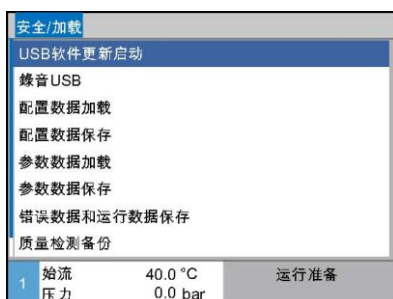 安全/加载
USB软件更新启动
錄音USB
配置数据加载
配置数据保存
参数数据加载
参数数据保存
错误数据和运行数据保存
质量检测备份
1 始流 40.0 °C 运行准备
压力 0.0 bar